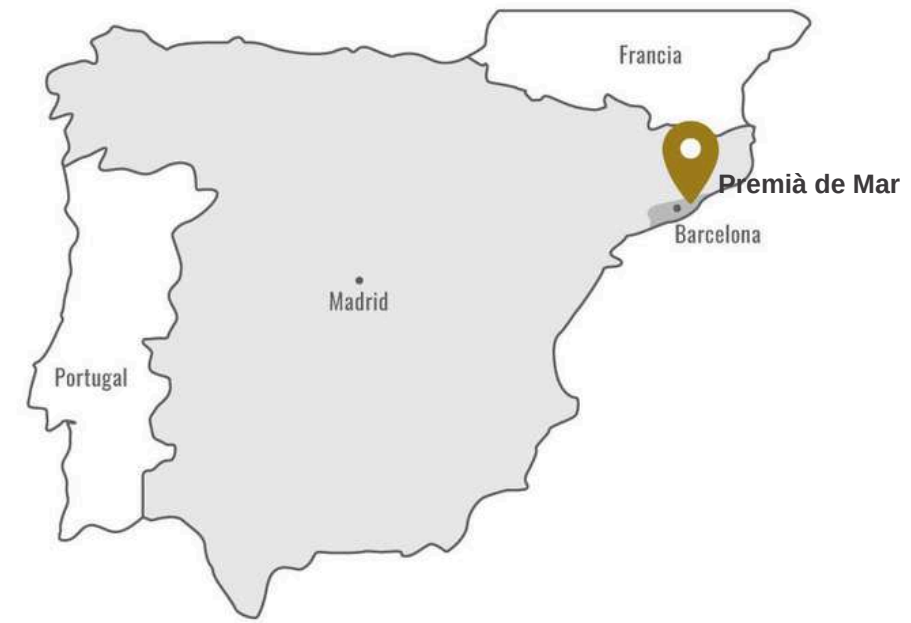 Francia
Premià de Mar
Barcelona
Madrid
Portugal